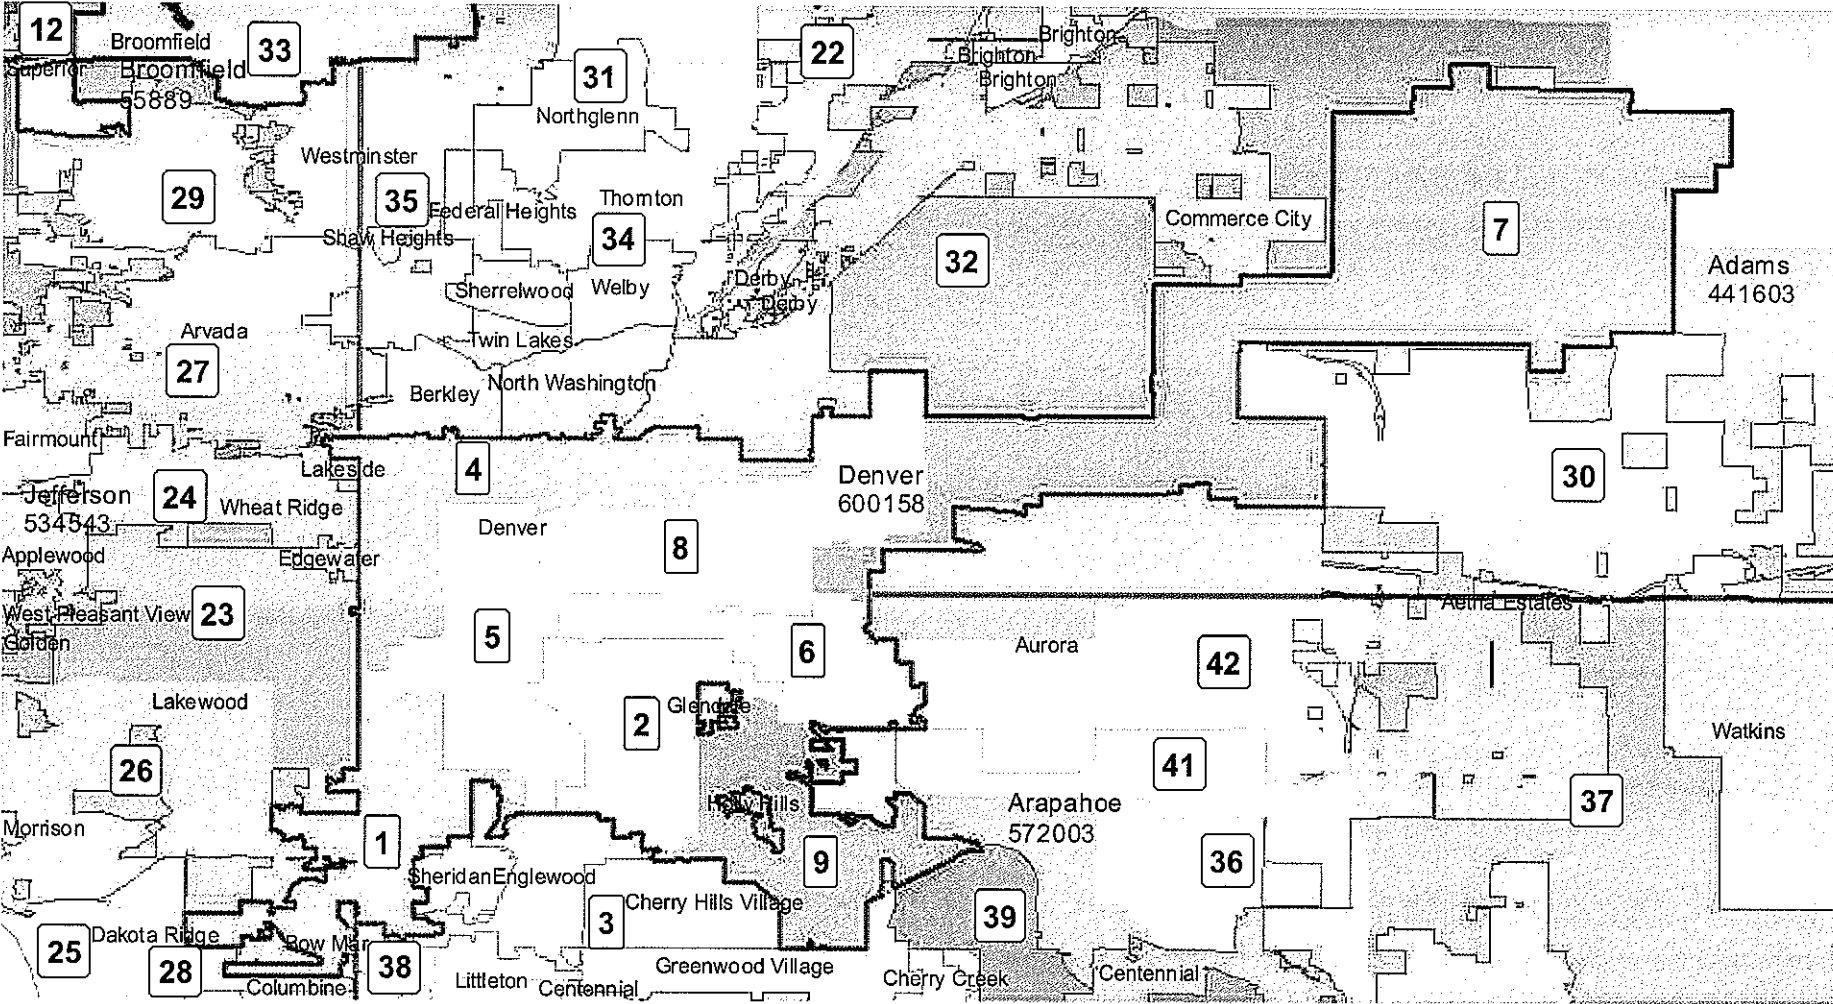 12
Broomfield
33
22
Brighton
Brighton
Superior
Broomfield
55889
31
Brighton
Northglenn
Westminster
29
35
Thornton
Federal Heights
Commerce City
7
Shaw Heights
34
32
Adams
441603
Derby
Sherrelwood
Welby
Derby
Arvada
Twin Lakes
27
Berkley
North Washington
Fairmount
Lakeside
4
Denver
600158
30
24
Jefferson
534543
Wheat Ridge
Denver
8
Applewood
Edgewater
23
West Pleasant View
Aetna Estates
Golden
5
6
Aurora
42
Lakewood
2
Glendale
Watkins
26
41
Holly Hills
Arapahoe
572003
37
Morrison
1
9
36
Sheridan
Englewood
3
Cherry Hills Village
39
25
Dakota Ridge
Bow Mar
28
38
Greenwood Village
Columbine
Littleton
Centennial
Cherry Creek
Centennial